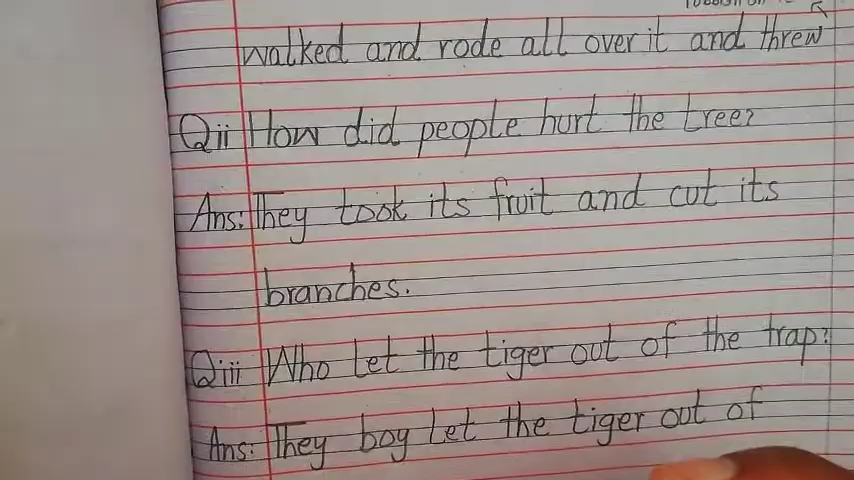 walked and rode all over it and threw
Qii How did people hurt the tree?
Ans: They took its fruit and cut its
branches.
Qiii Who let the tiger out of the trap?
Ans: They boy let the tiger out of